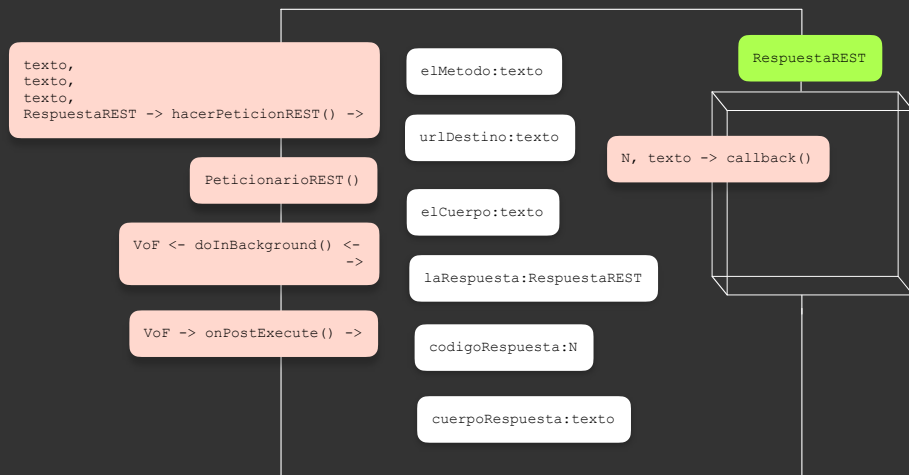 texto,
texto,
texto,
RespuestaREST -> hacerPeticionREST() ->
PeticionarioREST()
VoF <- doInBackground() <-
->
VoF -> onPostExecute() ->
elMetodo:texto
urlDestino:texto
elCuerpo:texto
laRespuesta:RespuestaREST
codigoRespuesta:N
cuerpoRespuesta:texto
RespuestaREST
N, texto -> callback()